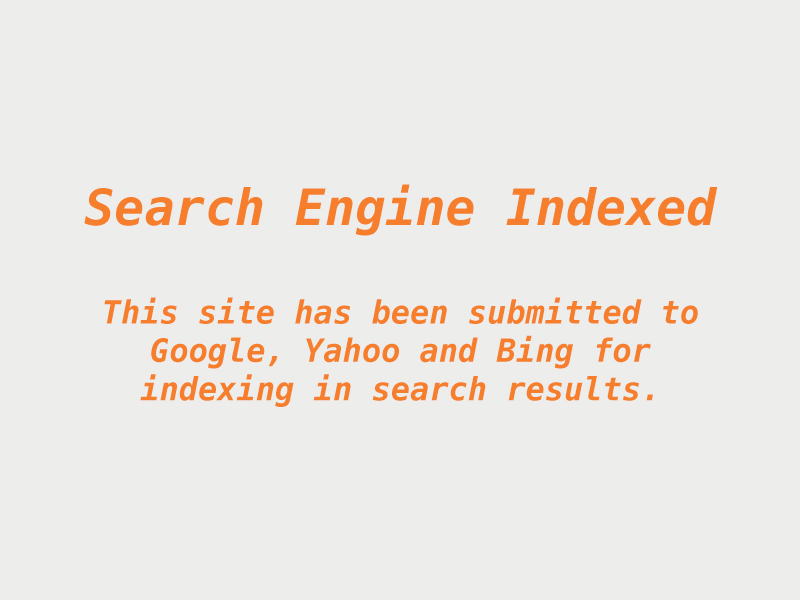 Search Engine Indexed
This site has been submitted to
Google, Yahoo and Bing for
indexing in search results.